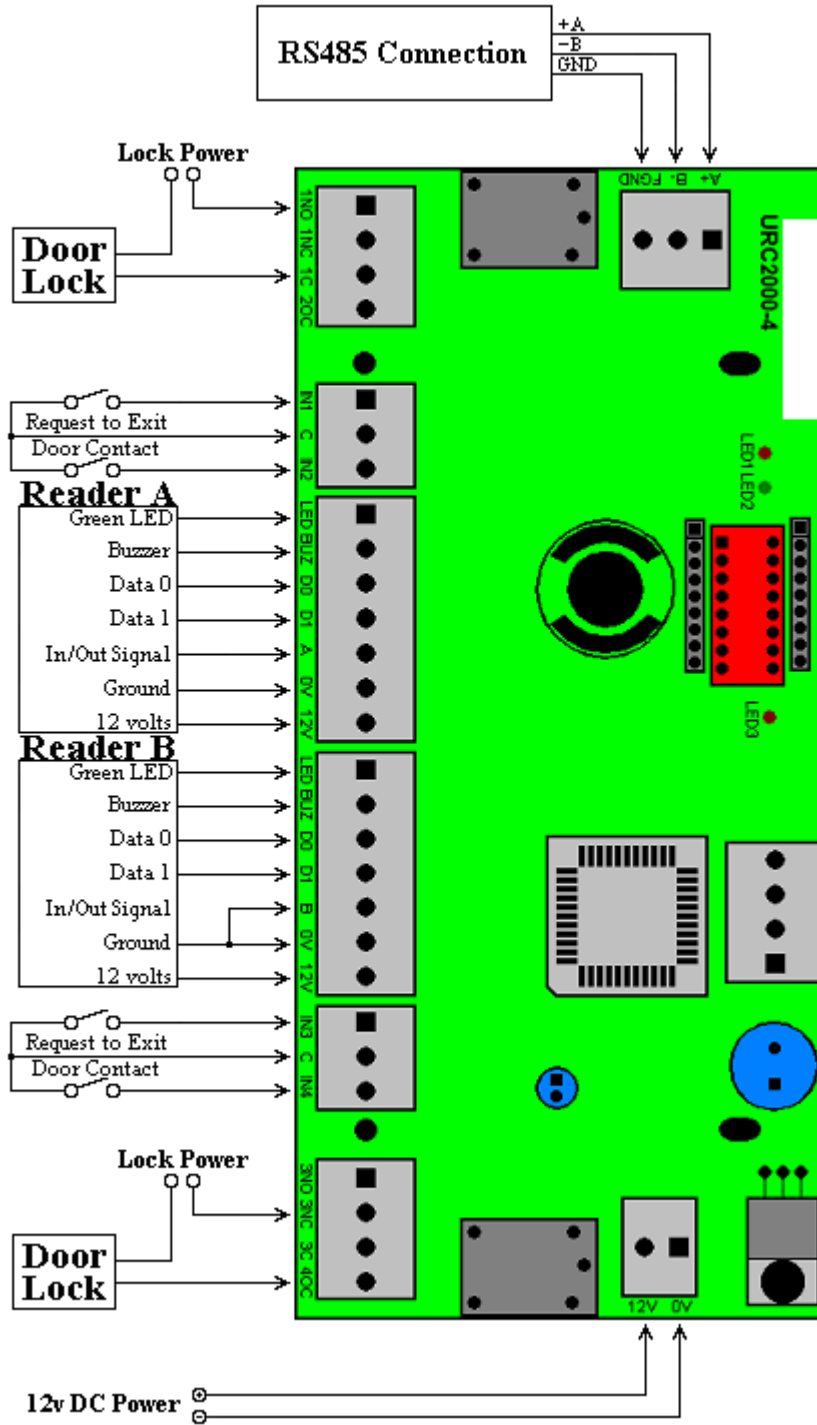 RS485 Connection
+A
-B
GND
FGND B- A+
URC2000-4
Lock Power
Door
Lock
1NO 1NC 1C 2OC
Request to Exit
Door Contact
IN1 C IN2
LED1 LED2
Reader A
Green LED
Buzzer
Data 0
Data 1
In/Out Signal
Ground
12 volts
LED BUZ D0 D1 A 0V 12V
LED3
Reader B
Green LED
Buzzer
Data 0
Data 1
In/Out Signal
Ground
12 volts
LED BUZ D0 D1 B 0V 12V
Request to Exit
Door Contact
IN3 C IN4
Lock Power
Door
Lock
3NO 3NC 3C 4OC
12V 0V
12v DC Power
+
-